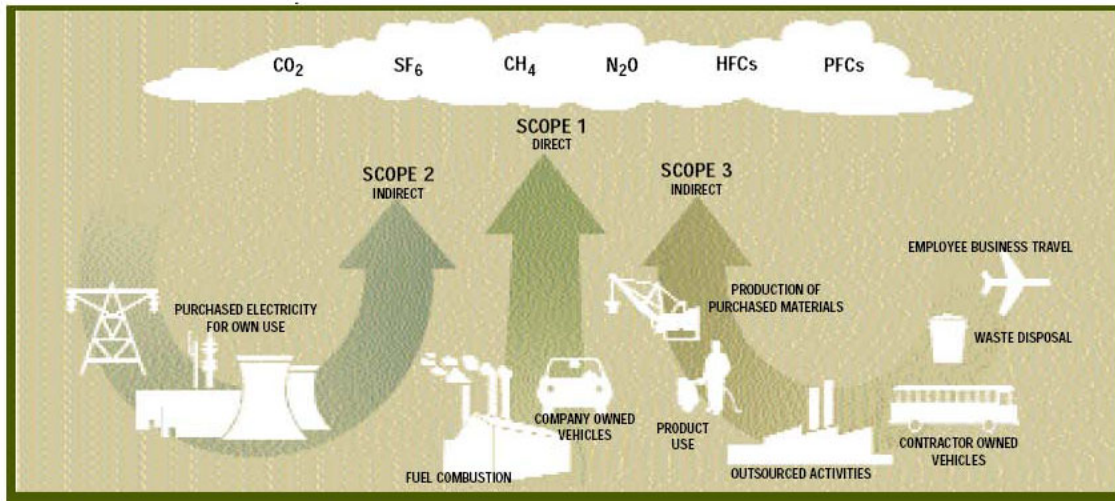 CO2 SF6 CH4 N2O HFCs PFCs
SCOPE 1
DIRECT
SCOPE 2
INDIRECT
SCOPE 3
INDIRECT
EMPLOYEE BUSINESS TRAVEL
PURCHASED ELECTRICITY
FOR OWN USE
PRODUCTION OF
PURCHASED MATERIALS
WASTE DISPOSAL
COMPANY OWNED
VEHICLES
PRODUCT
USE
CONTRACTOR OWNED
VEHICLES
FUEL COMBUSTION
OUTSOURCED ACTIVITIES